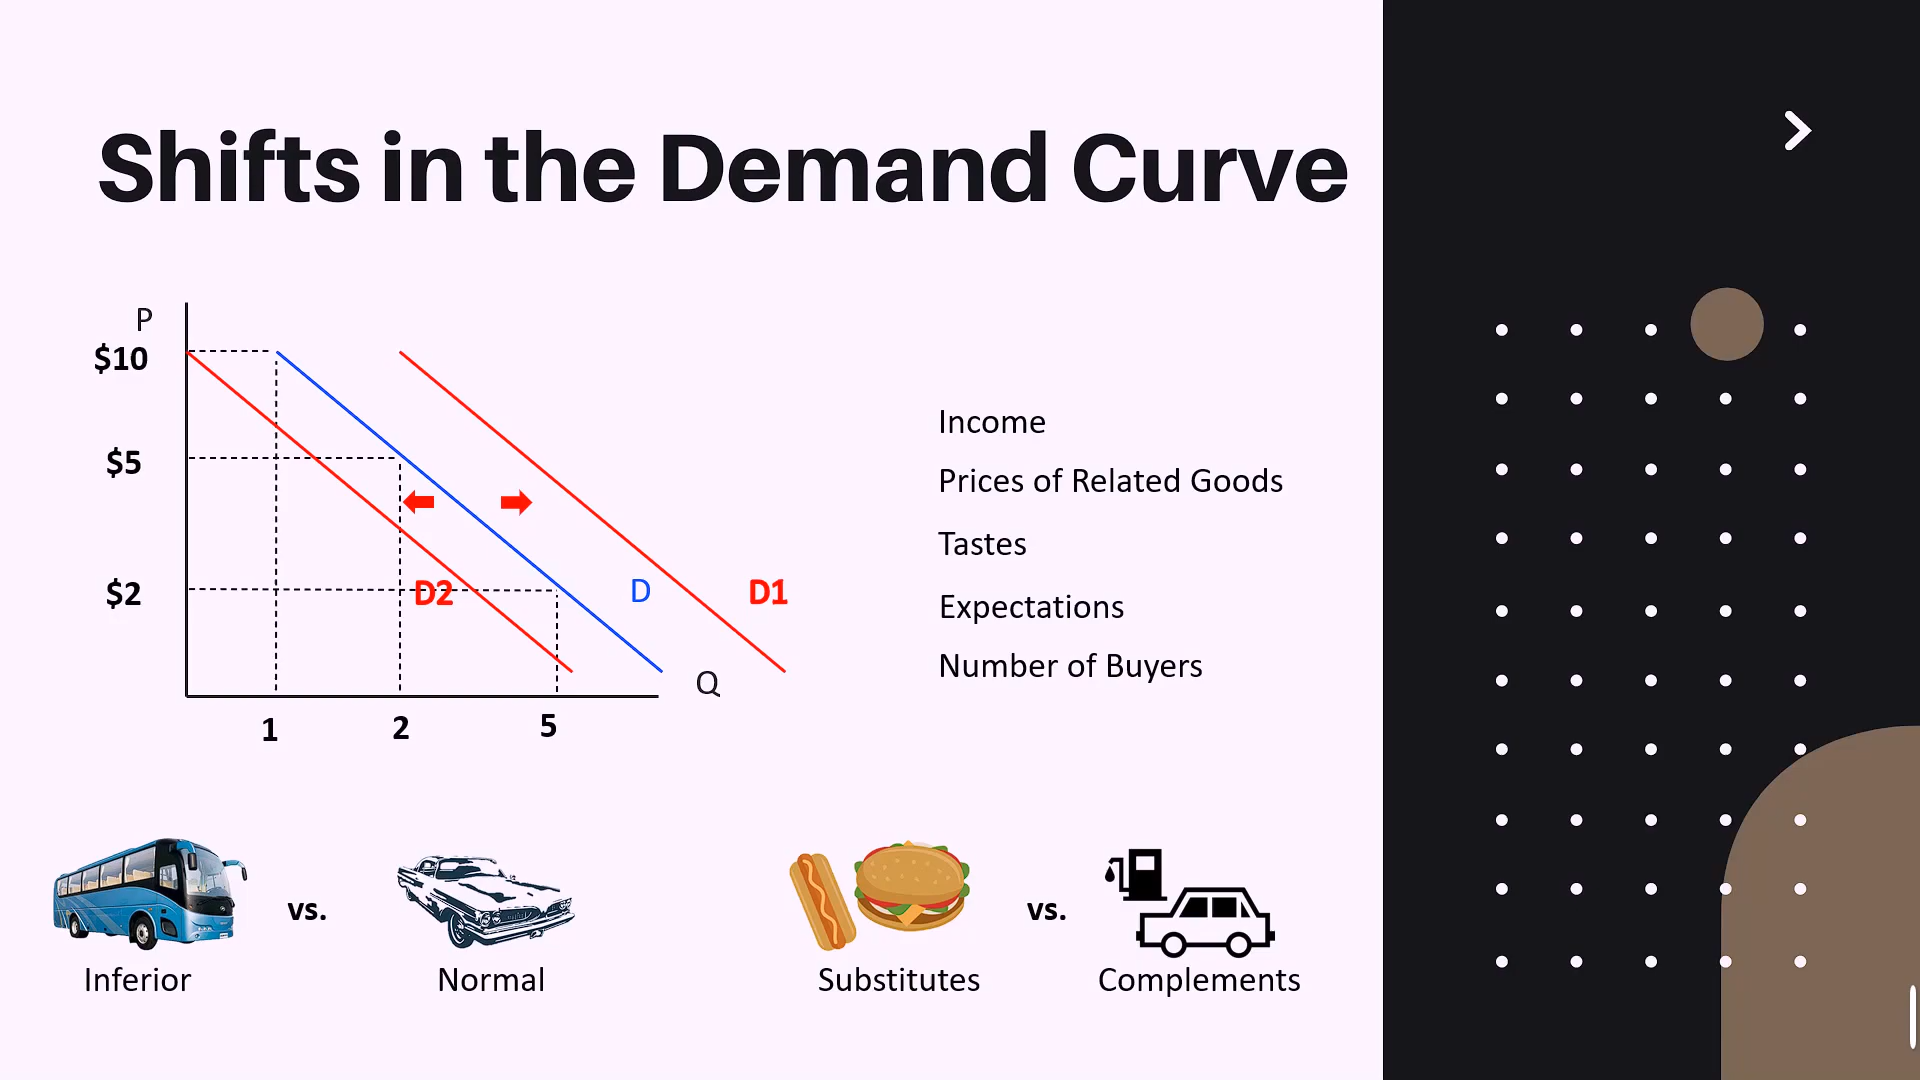 Shifts in the Demand Curve
P
$10
$5
$2
D2
D
D1
Q
1
2
5
Income
Prices of Related Goods
Tastes
Expectations
Number of Buyers
vs.
vs.
Inferior
Normal
Substitutes
Complements